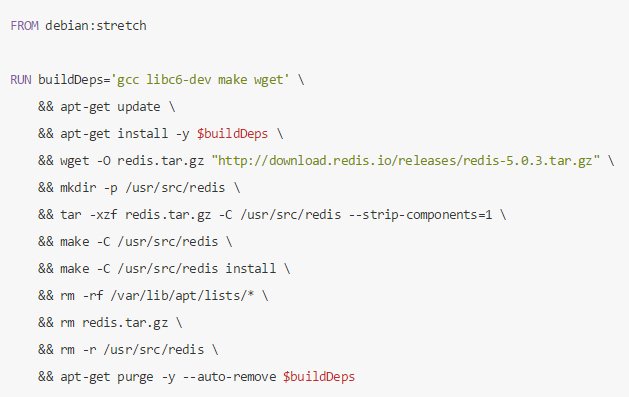 FROM debian:stretch
RUN buildDeps='gcc libc6-dev make wget' \
&& apt-get update \
&& apt-get install -y $buildDeps \
&& wget -O redis.tar.gz "http://download.redis.io/releases/redis-5.0.3.tar.gz" \
&& mkdir -p /usr/src/redis \
&& tar -xzf redis.tar.gz -C /usr/src/redis --strip-components=1 \
&& make -C /usr/src/redis \
&& make -C /usr/src/redis install \
&& rm -rf /var/lib/apt/lists/* \
&& rm redis.tar.gz \
&& rm -r /usr/src/redis \
&& apt-get purge -y --auto-remove $buildDeps